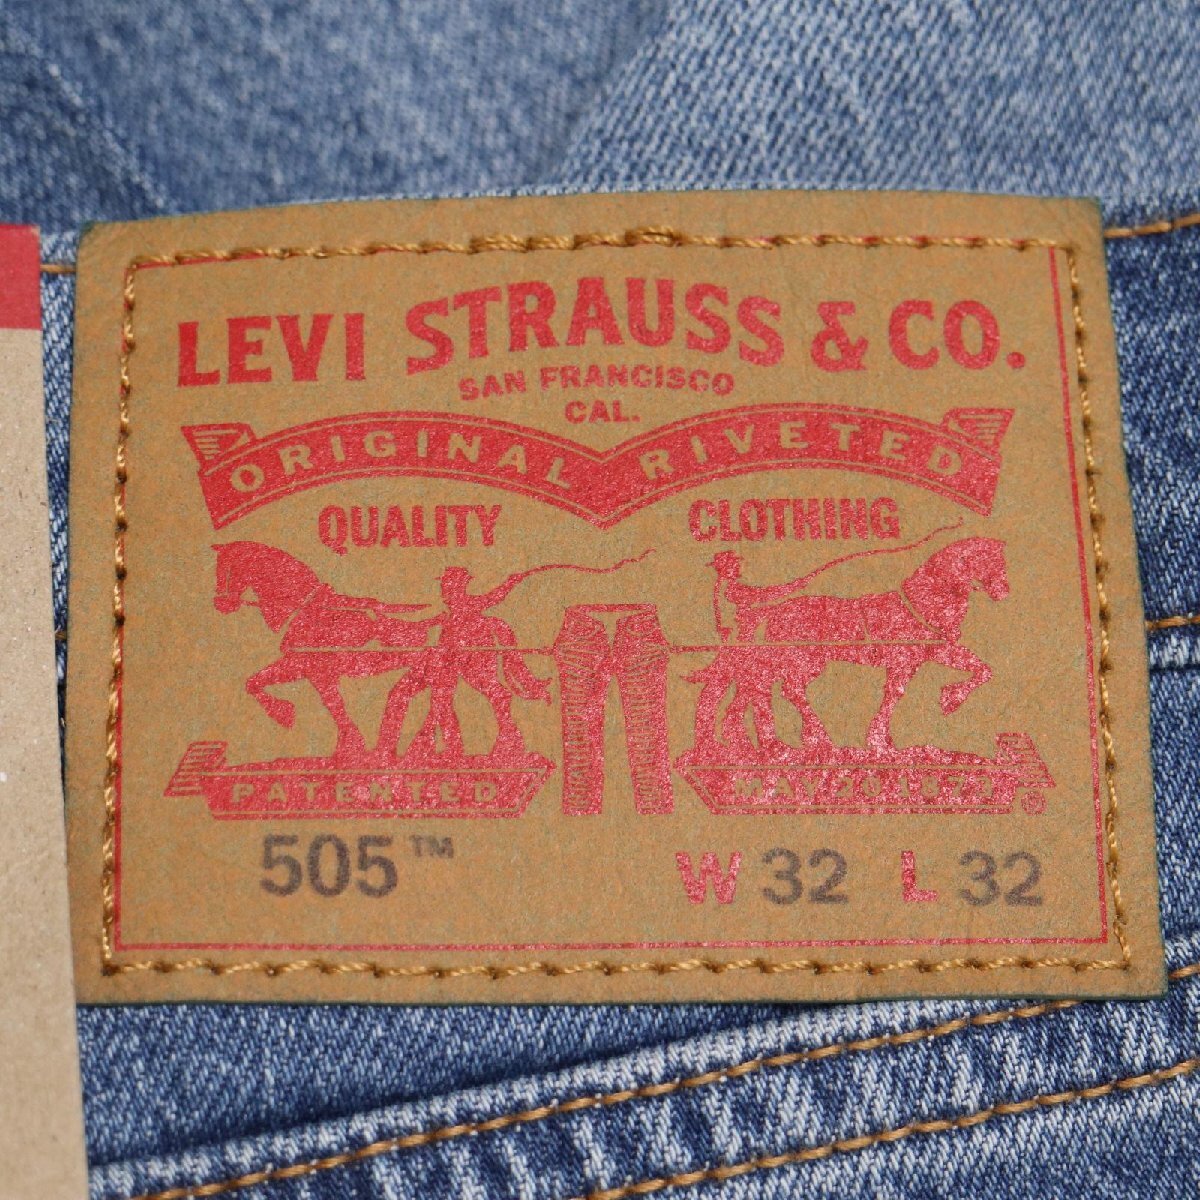 LEVI STRAUSS & CO.
SAN FRANCISCO
CAL.
ORIGINAL RIVETED
QUALITY CLOTHING
PATENTED MAY 20 1873 ®
505™ W 32 L 32